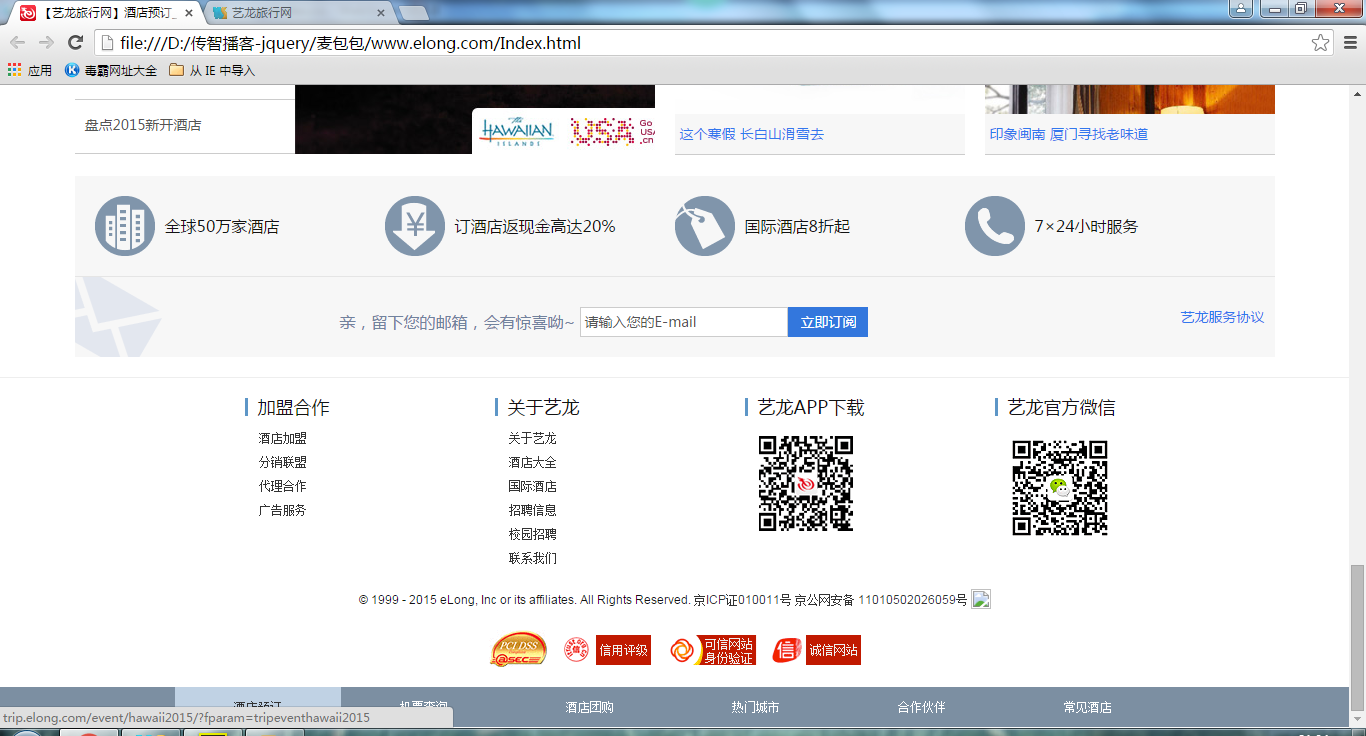 【艺龙旅行网】酒店预订_
艺龙旅行网
file:///D:/传智播客-jquery/麦包包/www.elong.com/Index.html
应用 毒霸网址大全 从 IE 中导入
盘点2015新开酒店
The HAWAIIAN ISLANDS
USA Go USA .cn
这个寒假 长白山滑雪去
印象闽南 厦门寻找老味道
全球50万家酒店
订酒店返现金高达20%
国际酒店8折起
7×24小时服务
亲，留下您的邮箱，会有惊喜呦~ 请输入您的E-mail 立即订阅
艺龙服务协议
加盟合作
酒店加盟
分销联盟
代理合作
广告服务
关于艺龙
关于艺龙
酒店大全
国际酒店
招聘信息
校园招聘
联系我们
艺龙APP下载
艺龙官方微信
© 1999 - 2015 eLong, Inc or its affiliates. All Rights Reserved. 京ICP证010011号 京公网安备 11010502026059号
PCI.DSS @SEC
信用评级
可信网站
身份验证
诚信网站
酒店预订 机票查询 酒店团购 热门城市 合作伙伴 常见酒店
trip.elong.com/event/hawaii2015/?fparam=tripeventhawaii2015